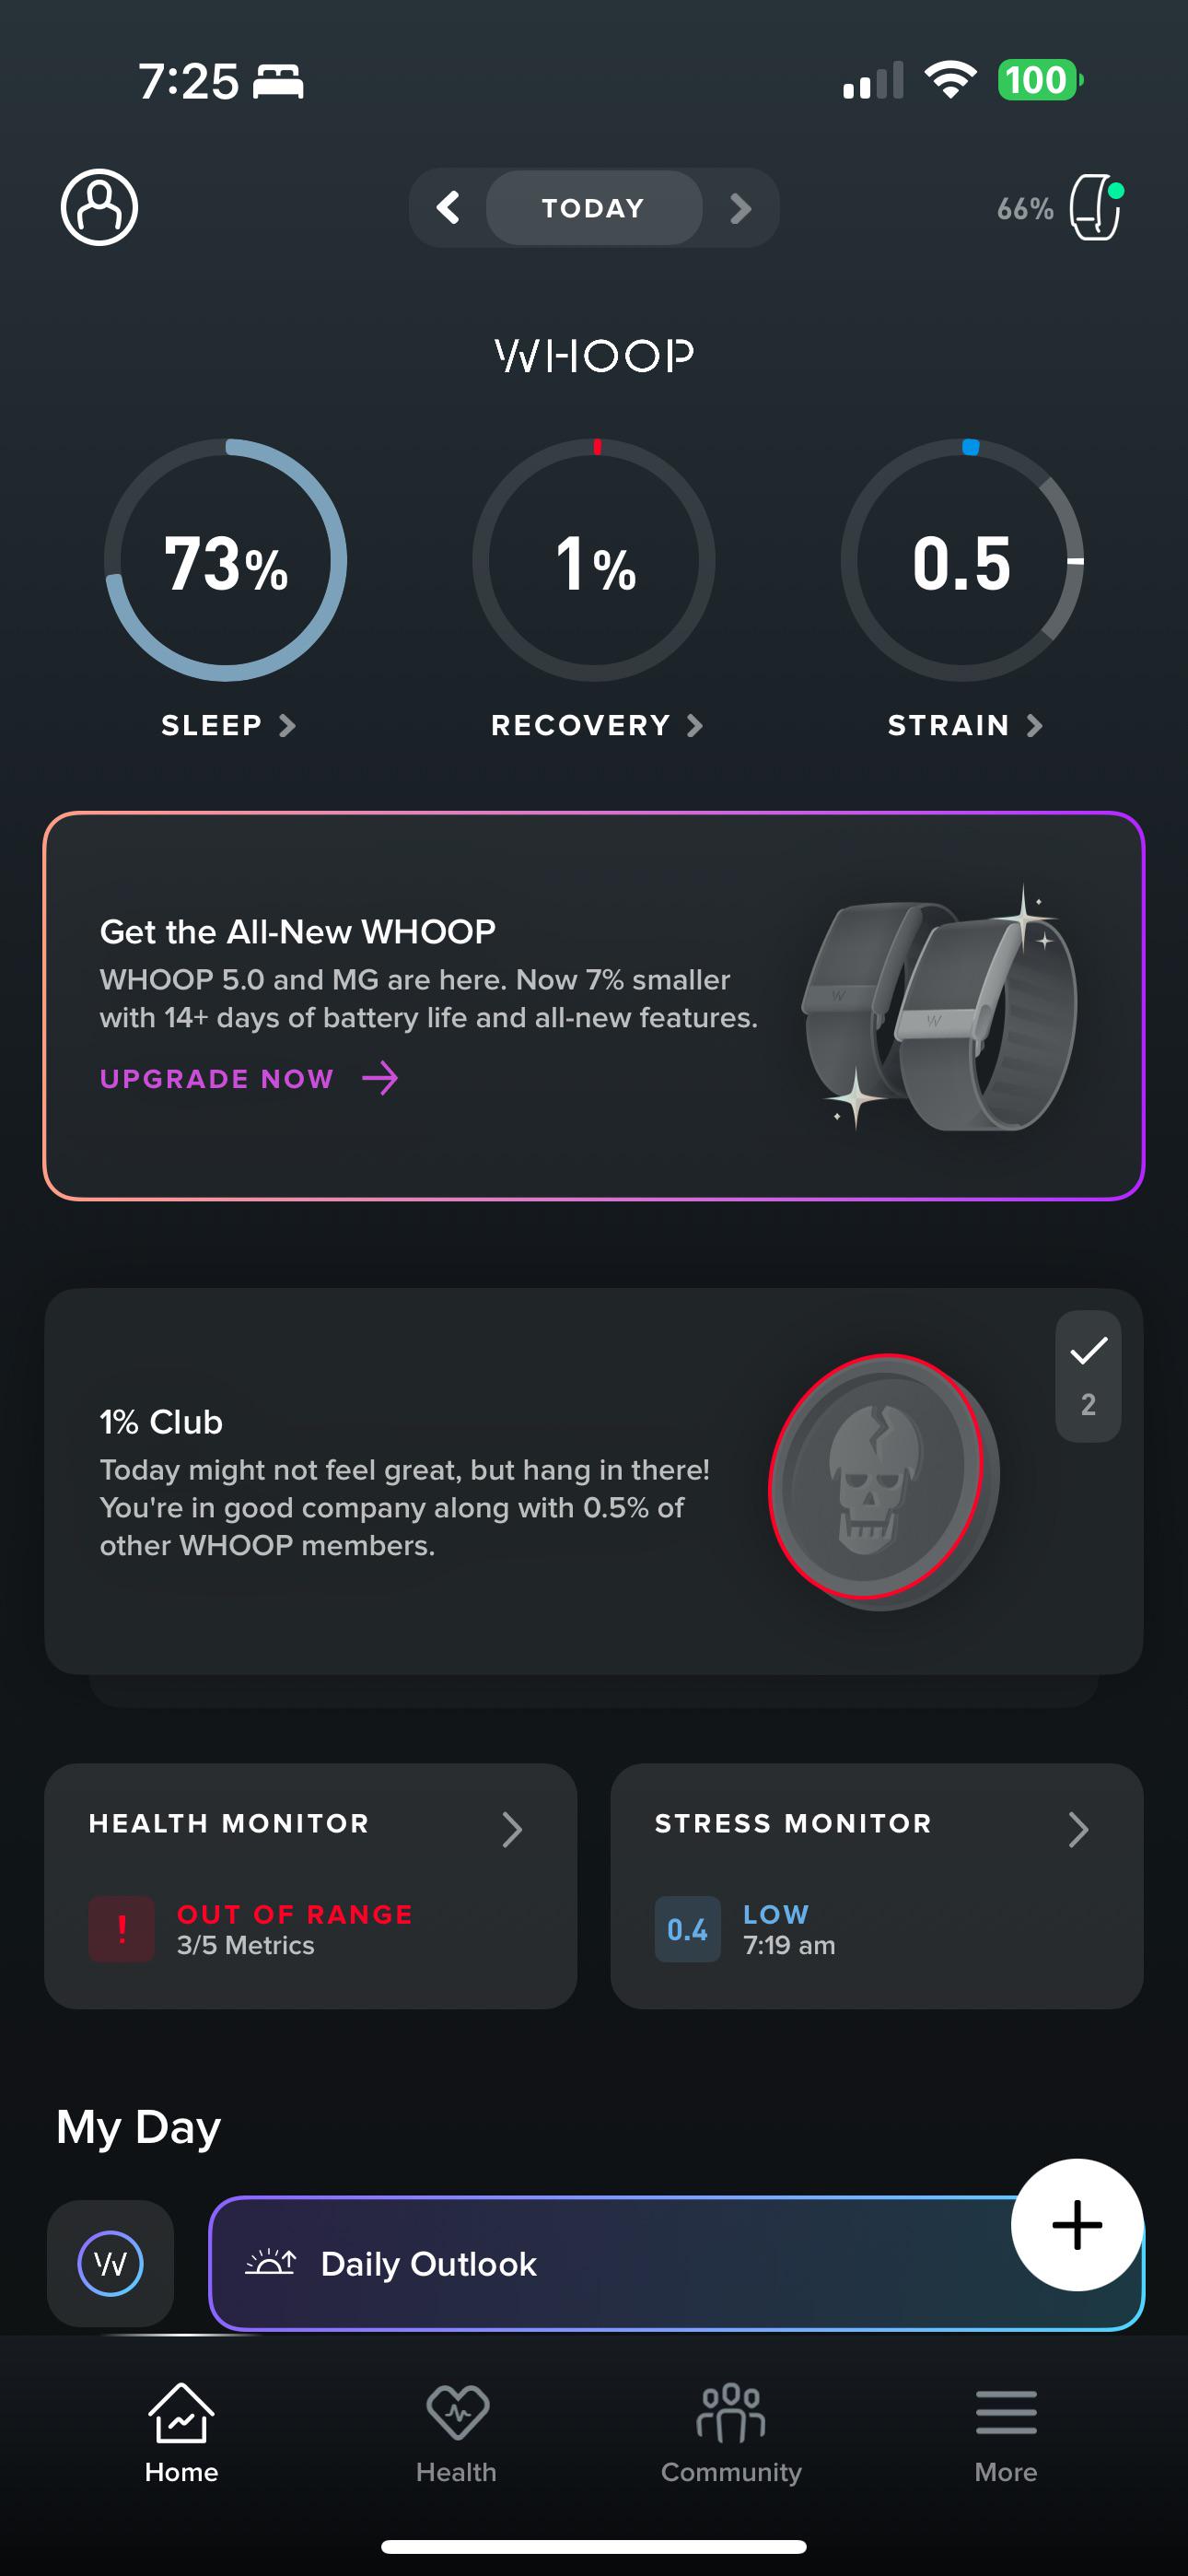 7:25
100
TODAY
66%
WHOOP
73%
1%
0.5
SLEEP
RECOVERY
STRAIN
Get the All-New WHOOP
WHOOP 5.0 and MG are here. Now 7% smaller
with 14+ days of battery life and all-new features.
UPGRADE NOW
W
W
1% Club
Today might not feel great, but hang in there!
You're in good company along with 0.5% of
other WHOOP members.
2
HEALTH MONITOR
!
OUT OF RANGE
3/5 Metrics
STRESS MONITOR
0.4
LOW
7:19 am
My Day
W
Daily Outlook
Home
Health
Community
More